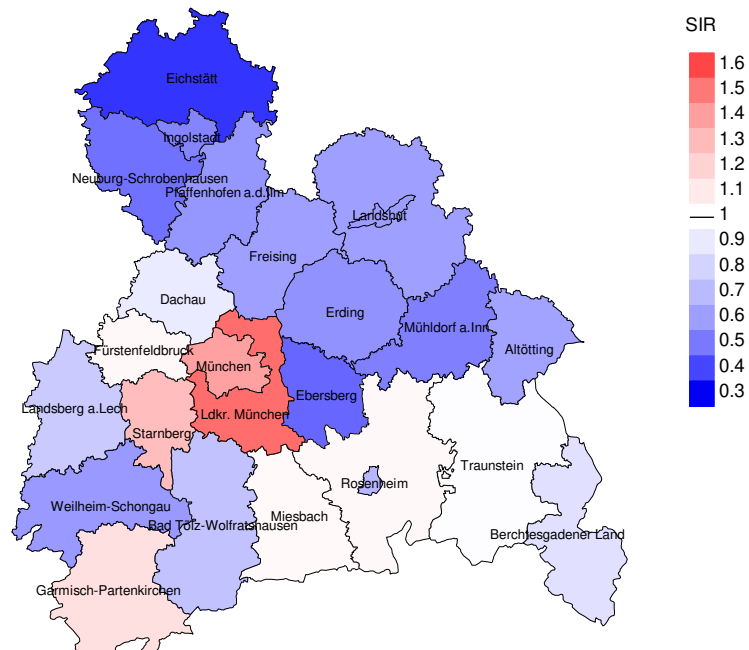 SIR
1.6
1.5
1.4
1.3
1.2
1.1
1
0.9
0.8
0.7
0.6
0.5
0.4
0.3
Eichstätt
Ingolstadt
Neuburg-Schrobenhausen
Pfaffenhofen a.d.Ilm
Landshut
Freising
Dachau
Erding
Mühldorf a.Inn
Altötting
Fürstenfeldbruck
München
Ebersberg
Landsberg a.Lech
Ldkr. München
Starnberg
Traunstein
Rosenheim
Weilheim-Schongau
Miesbach
Bad Tölz-Wolfratshausen
Berchtesgadener Land
Garmisch-Partenkirchen